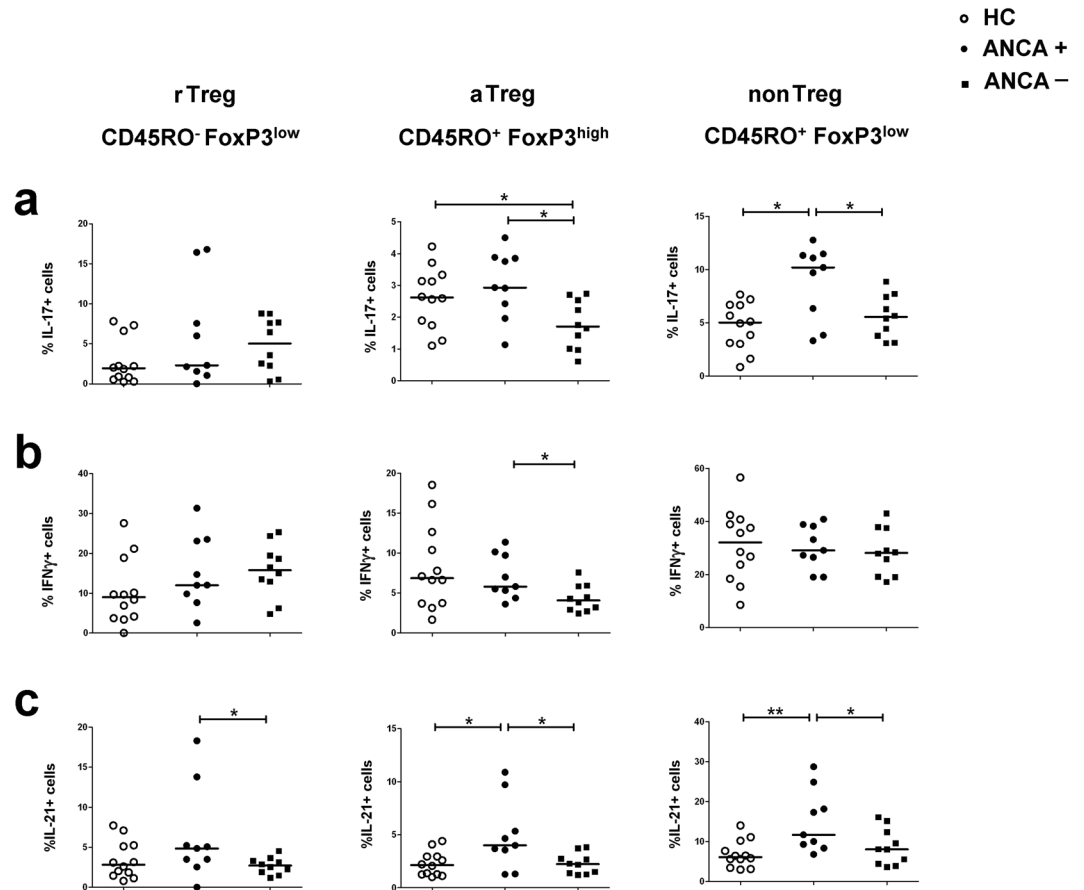 HC
ANCA +
ANCA –
rTreg
aTreg
nonTreg
CD45RO- FoxP3low
CD45RO+ FoxP3high
CD45RO+ FoxP3low
a
% IL-17+ cells
20
15
10
5
0
% IL-17+ cells
*
*
5
4
3
2
1
0
% IL-17+ cells
*
*
15
10
5
0
b
% IFNγ+ cells
40
30
20
10
0
% IFNγ+ cells
*
20
15
10
5
0
% IFNγ+ cells
60
40
20
0
c
%IL-21+ cells
*
20
15
10
5
0
%IL-21+ cells
*
*
15
10
5
0
%IL-21+ cells
**
*
40
30
20
10
0